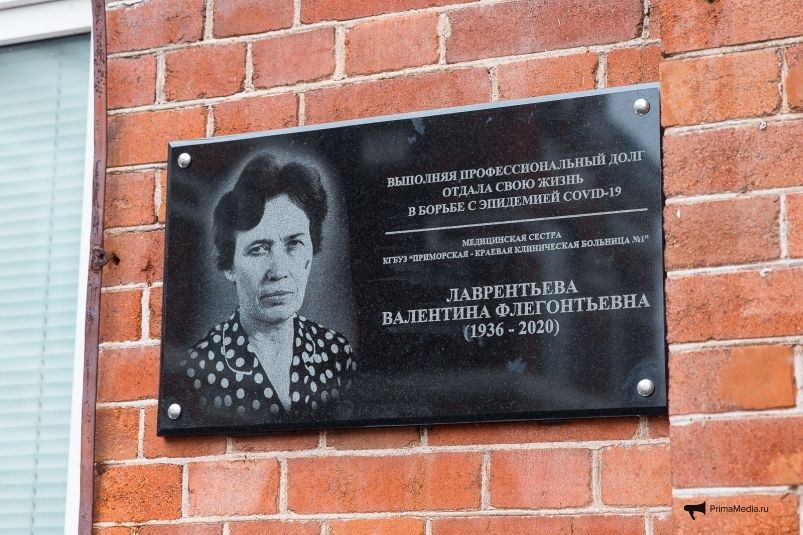 ВЫПОЛНЯЯ ПРОФЕССИОНАЛЬНЫЙ ДОЛГ
ОТДАЛА СВОЮ ЖИЗНЬ
В БОРЬБЕ С ЭПИДЕМИЕЙ COVID-19
МЕДИЦИНСКАЯ СЕСТРА
КГБУЗ "ПРИМОРСКАЯ - КРАЕВАЯ КЛИНИЧЕСКАЯ БОЛЬНИЦА №1"
ЛАВРЕНТЬЕВА
ВАЛЕНТИНА ФЛЕГОНТЬЕВНА
(1936 - 2020)
PrimaMedia.ru